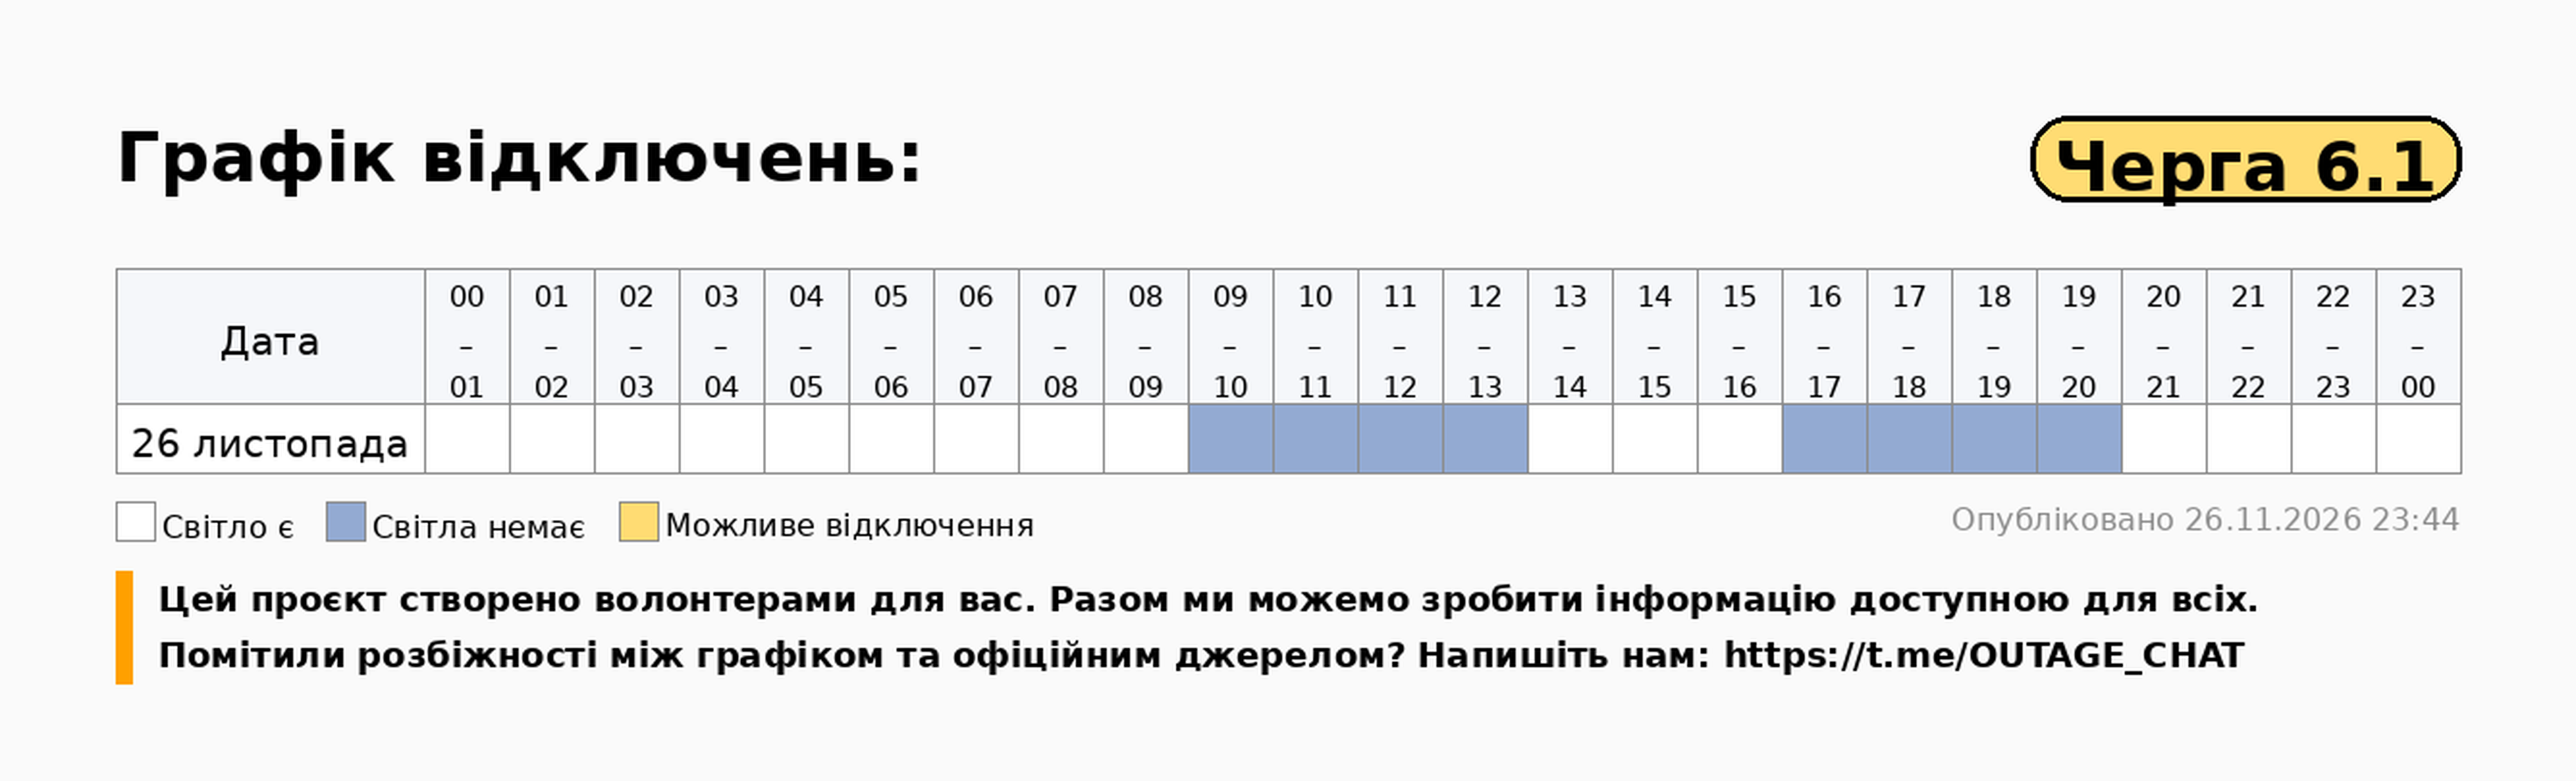 Графік відключень:
Черга 6.1
Дата 00 – 01 01 – 02 02 – 03 03 – 04 04 – 05 05 – 06 06 – 07 07 – 08 08 – 09 09 – 10 10 – 11 11 – 12 12 – 13 13 – 14 14 – 15 15 – 16 16 – 17 17 – 18 18 – 19 19 – 20 20 – 21 21 – 22 22 – 23 23 – 00
26 листопада
Світло є Світла немає Можливе відключення
Опубліковано 26.11.2026 23:44
Цей проєкт створено волонтерами для вас. Разом ми можемо зробити інформацію доступною для всіх.
Помітили розбіжності між графіком та офіційним джерелом? Напишіть нам: https://t.me/OUTAGE_CHAT